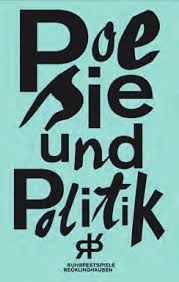 Poe
sie
und
Politik
RUHRFESTSPIELE
RECKLINGHAUSEN